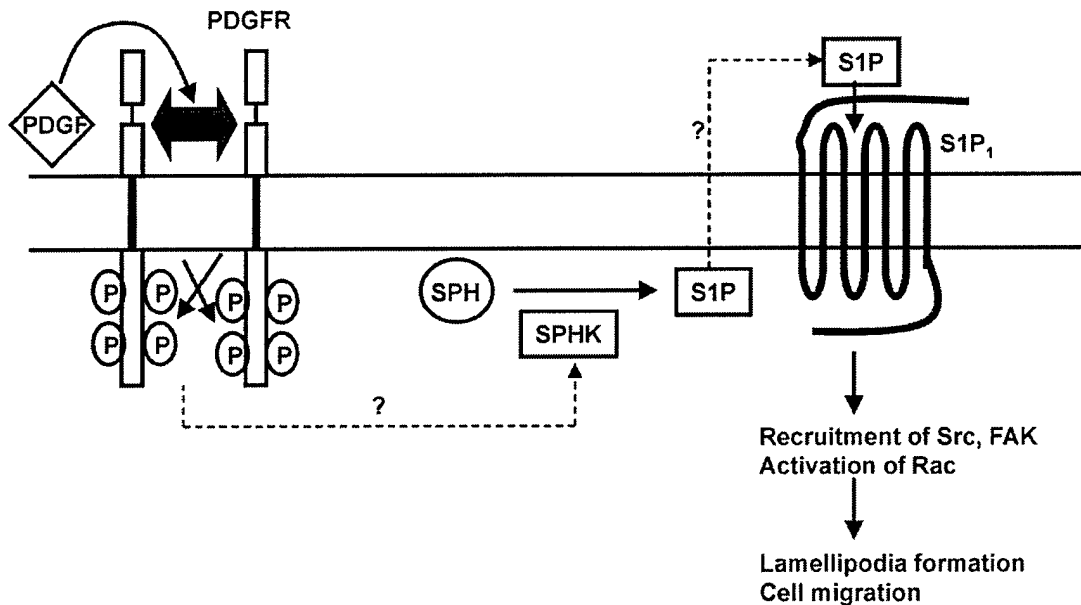 PDGFR
PDGF
S1P
?
S1P₁
P P P P
P P P P
SPH
S1P
SPHK
?
Recruitment of Src, FAK
Activation of Rac
Lamellipodia formation
Cell migration